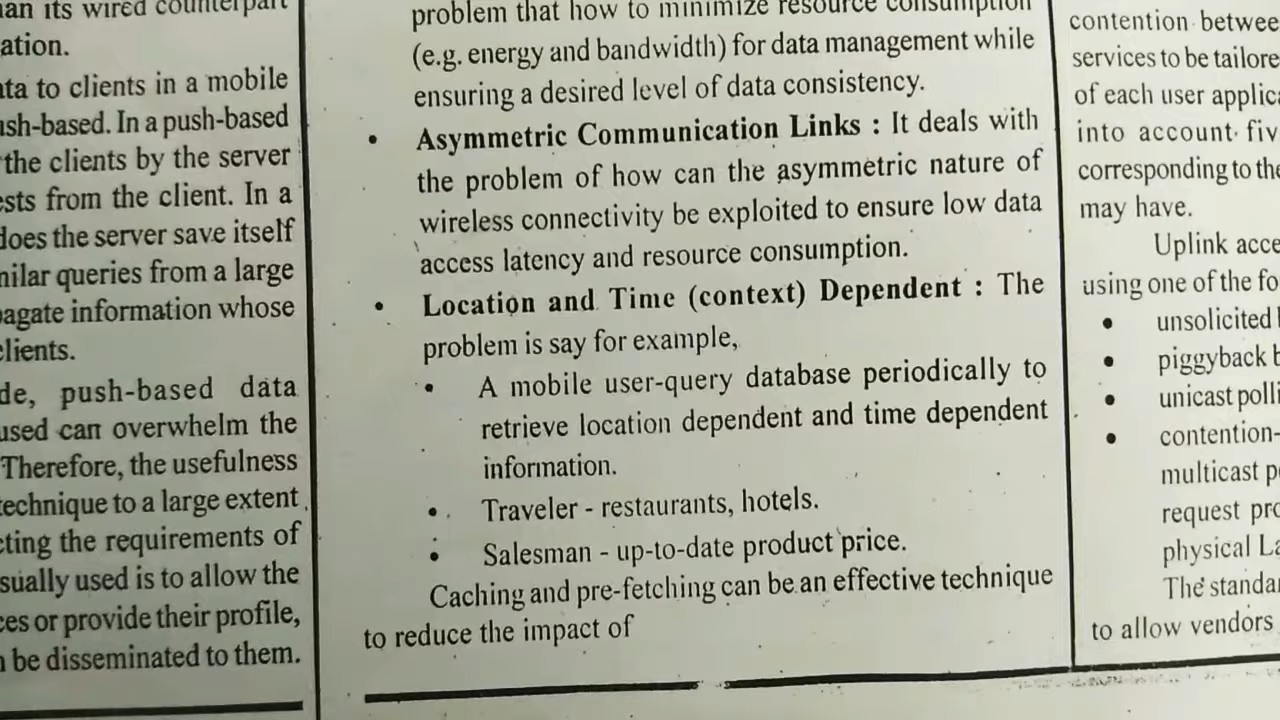 han its wired counterpart
ation.
ata to clients in a mobile
ush-based. In a push-based
the clients by the server
ests from the client. In a
does the server save itself
milar queries from a large
pagate information whose
clients.
de, push-based data
used can overwhelm the
Therefore, the usefulness
technique to a large extent
cting the requirements of
sually used is to allow the
ces or provide their profile,
n be disseminated to them.
problem that how to minimize resource consumption
(e.g. energy and bandwidth) for data management while
ensuring a desired level of data consistency.
• Asymmetric Communication Links : It deals with
the problem of how can the asymmetric nature of
wireless connectivity be exploited to ensure low data
access latency and resource consumption.
• Location and Time (context) Dependent : The
problem is say for example,
• A mobile user-query database periodically to
retrieve location dependent and time dependent
information.
• Traveler - restaurants, hotels.
• Salesman - up-to-date product price.
Caching and pre-fetching can be an effective technique
to reduce the impact of
contention betwee
services to be tailore
of each user applica
into account fiv
corresponding to the
may have.
Uplink acce
using one of the fo
• unsolicited
• piggyback b
• unicast polli
• contention-
multicast p
request pro
physical La
The standar
to allow vendors